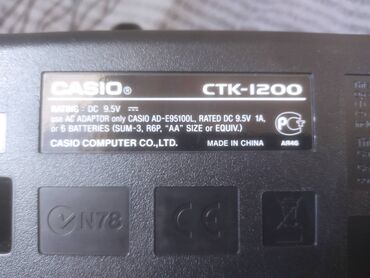 CASIO® CTK-1200
RATING: DC 9.5V ⎓
use AC ADAPTOR only CASIO AD-E95100L, RATED DC 9.5V 1A,
or 6 BATTERIES (SUM-3, R6P, "AA" SIZE or EQUIV.)
CASIO COMPUTER CO.,LTD. MADE IN CHINA
N78
CE